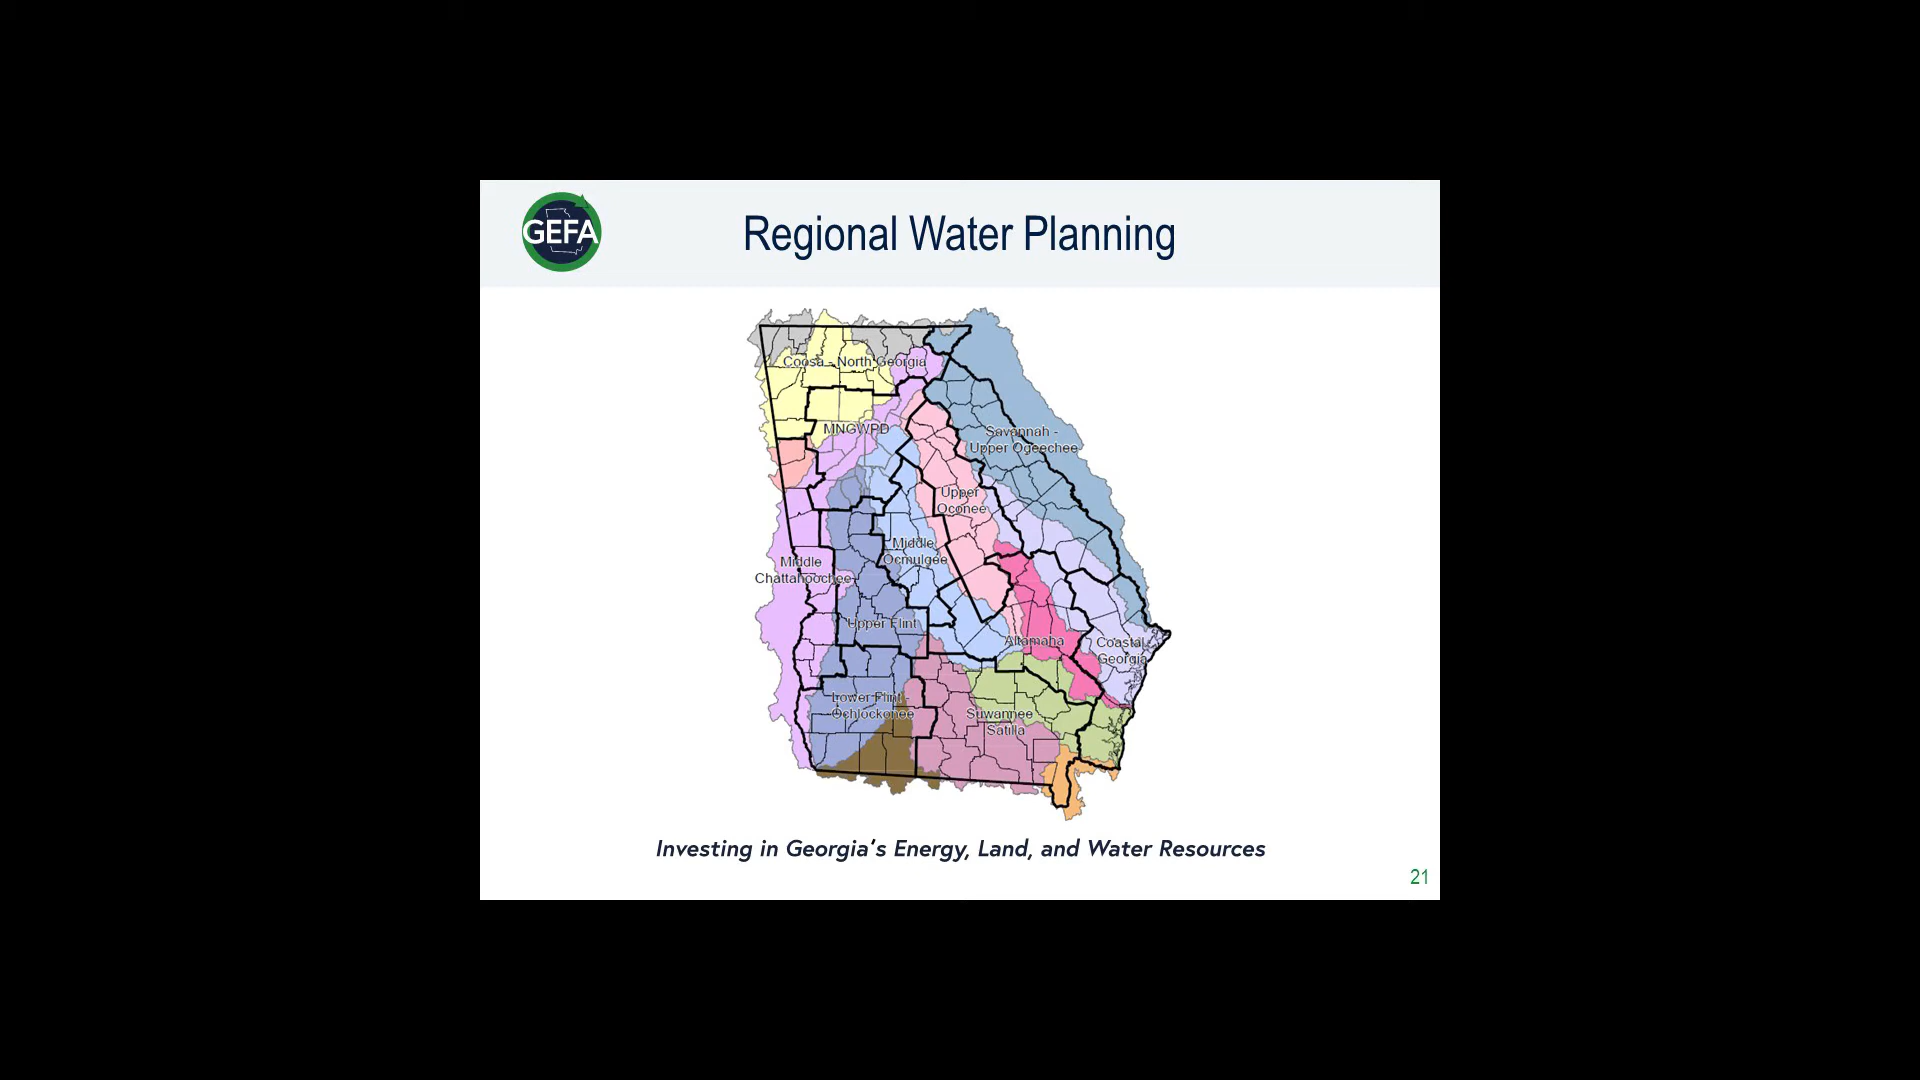 GEFA
Regional Water Planning
Coosa - North Georgia
MNGWPD
Savannah -
Upper Ogeechee
Upper
Oconee
Middle
Ocmulgee
Middle
Chattahoochee
Upper Flint
Altamaha
Coastal
Georgia
Lower Flint -
Ochlockonee
Suwannee
Satilla
Investing in Georgia's Energy, Land, and Water Resources
21